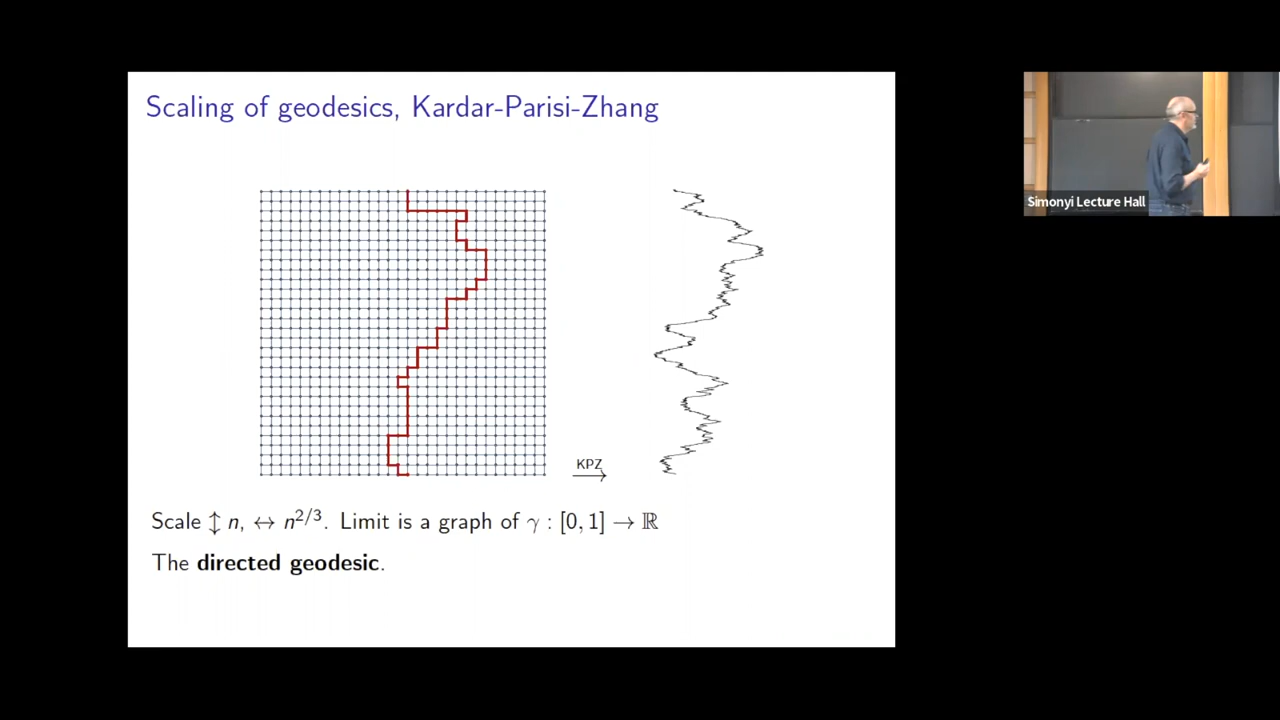 Scaling of geodesics, Kardar-Parisi-Zhang
Simonyi Lecture Hall
KPZ
Scale ↕ n, ↔ n^{2/3}. Limit is a graph of γ : [0, 1] → ℝ
The directed geodesic.